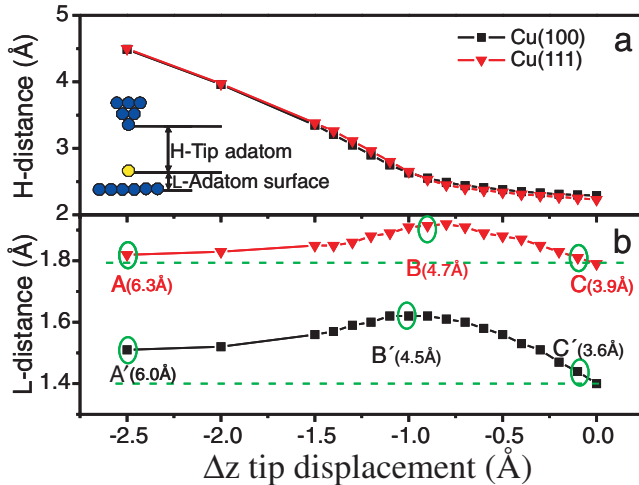 a
Cu(100)
Cu(111)
H-distance (Å)
5
4
3
2
H-Tip adatom
L-Adatom surface
b
L-distance (Å)
1.8
1.6
1.4
A(6.3Å)
B(4.7Å)
C(3.9Å)
A´(6.0Å)
B´(4.5Å)
C´(3.6Å)
-2.5 -2.0 -1.5 -1.0 -0.5 0.0
Δz tip displacement (Å)